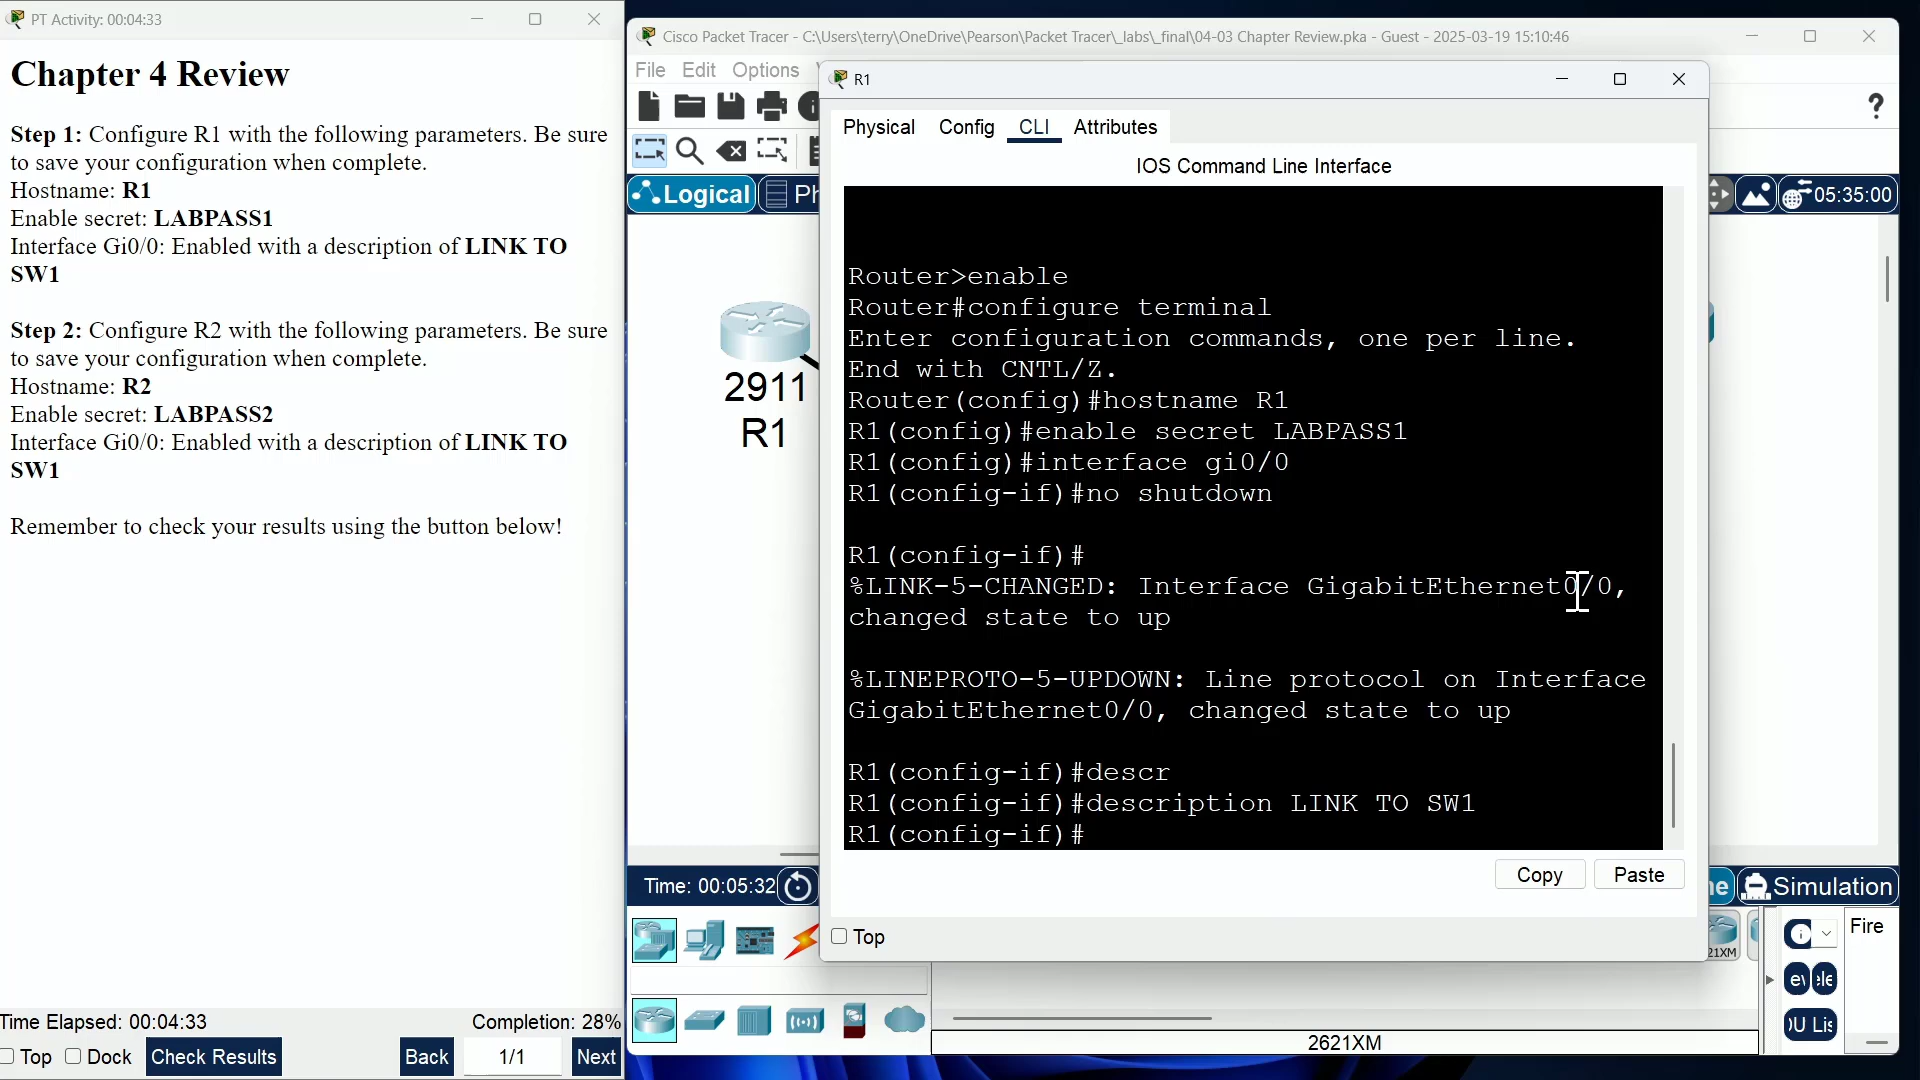 PT Activity: 00:04:33
Chapter 4 Review
Step 1: Configure R1 with the following parameters. Be sure
to save your configuration when complete.
Hostname: R1
Enable secret: LABPASS1
Interface Gi0/0: Enabled with a description of LINK TO
SW1
Step 2: Configure R2 with the following parameters. Be sure
to save your configuration when complete.
Hostname: R2
Enable secret: LABPASS2
Interface Gi0/0: Enabled with a description of LINK TO
SW1
Remember to check your results using the button below!
Time Elapsed: 00:04:33
Completion: 28%
Top
Dock
Check Results
Back
1/1
Next
Cisco Packet Tracer - C:\Users\terry\OneDrive\Pearson\Packet Tracer\_labs\_final\04-03 Chapter Review.pka - Guest - 2025-03-19 15:10:46
File Edit Options
Logical
Ph
05:35:00
2911
R1
R1
Physical Config CLI Attributes
IOS Command Line Interface
Router>enable
Router#configure terminal
Enter configuration commands, one per line.
End with CNTL/Z.
Router(config)#hostname R1
R1(config)#enable secret LABPASS1
R1(config)#interface gi0/0
R1(config-if)#no shutdown
R1(config-if)#
%LINK-5-CHANGED: Interface GigabitEthernet0/0,
changed state to up
%LINEPROTO-5-UPDOWN: Line protocol on Interface
GigabitEthernet0/0, changed state to up
R1(config-if)#descr
R1(config-if)#description LINK TO SW1
R1(config-if)#
Copy
Paste
Top
Time: 00:05:32
Simulation
21XM
Fire
2621XM